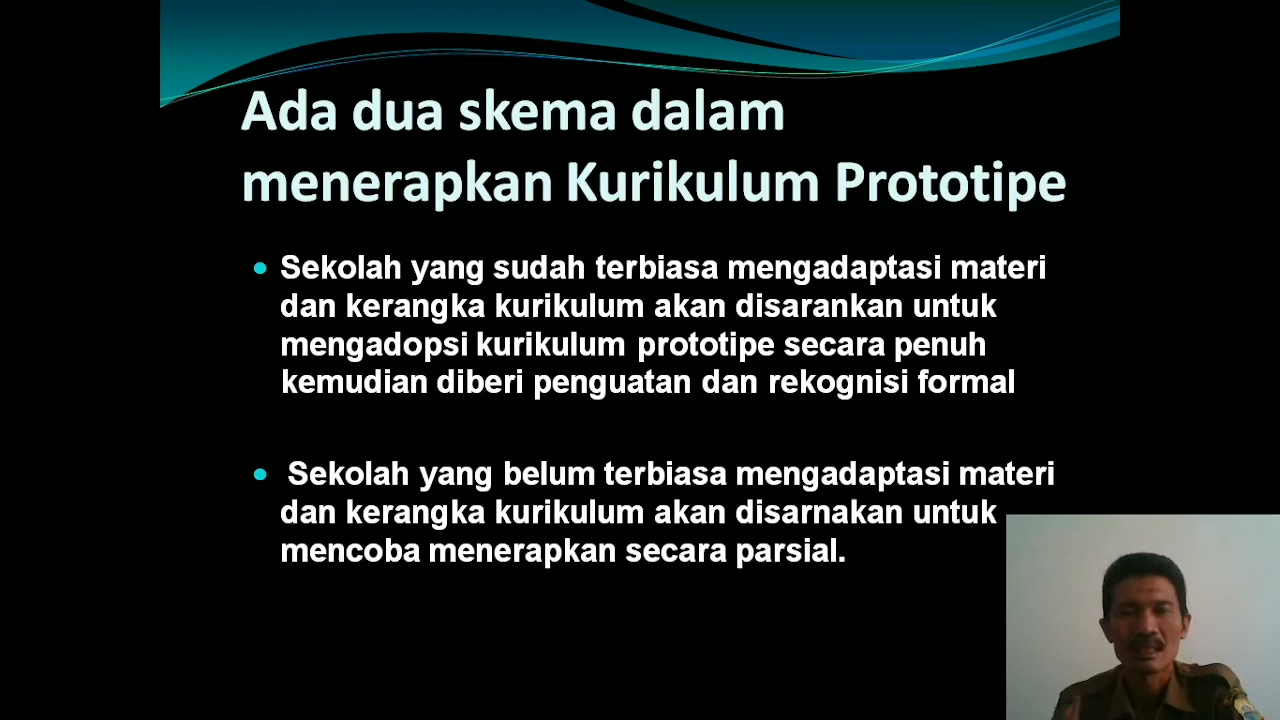 Ada dua skema dalam
menerapkan Kurikulum Prototipe
Sekolah yang sudah terbiasa mengadaptasi materi
dan kerangka kurikulum akan disarankan untuk
mengadopsi kurikulum prototipe secara penuh
kemudian diberi penguatan dan rekognisi formal
Sekolah yang belum terbiasa mengadaptasi materi
dan kerangka kurikulum akan disarnakan untuk
mencoba menerapkan secara parsial.